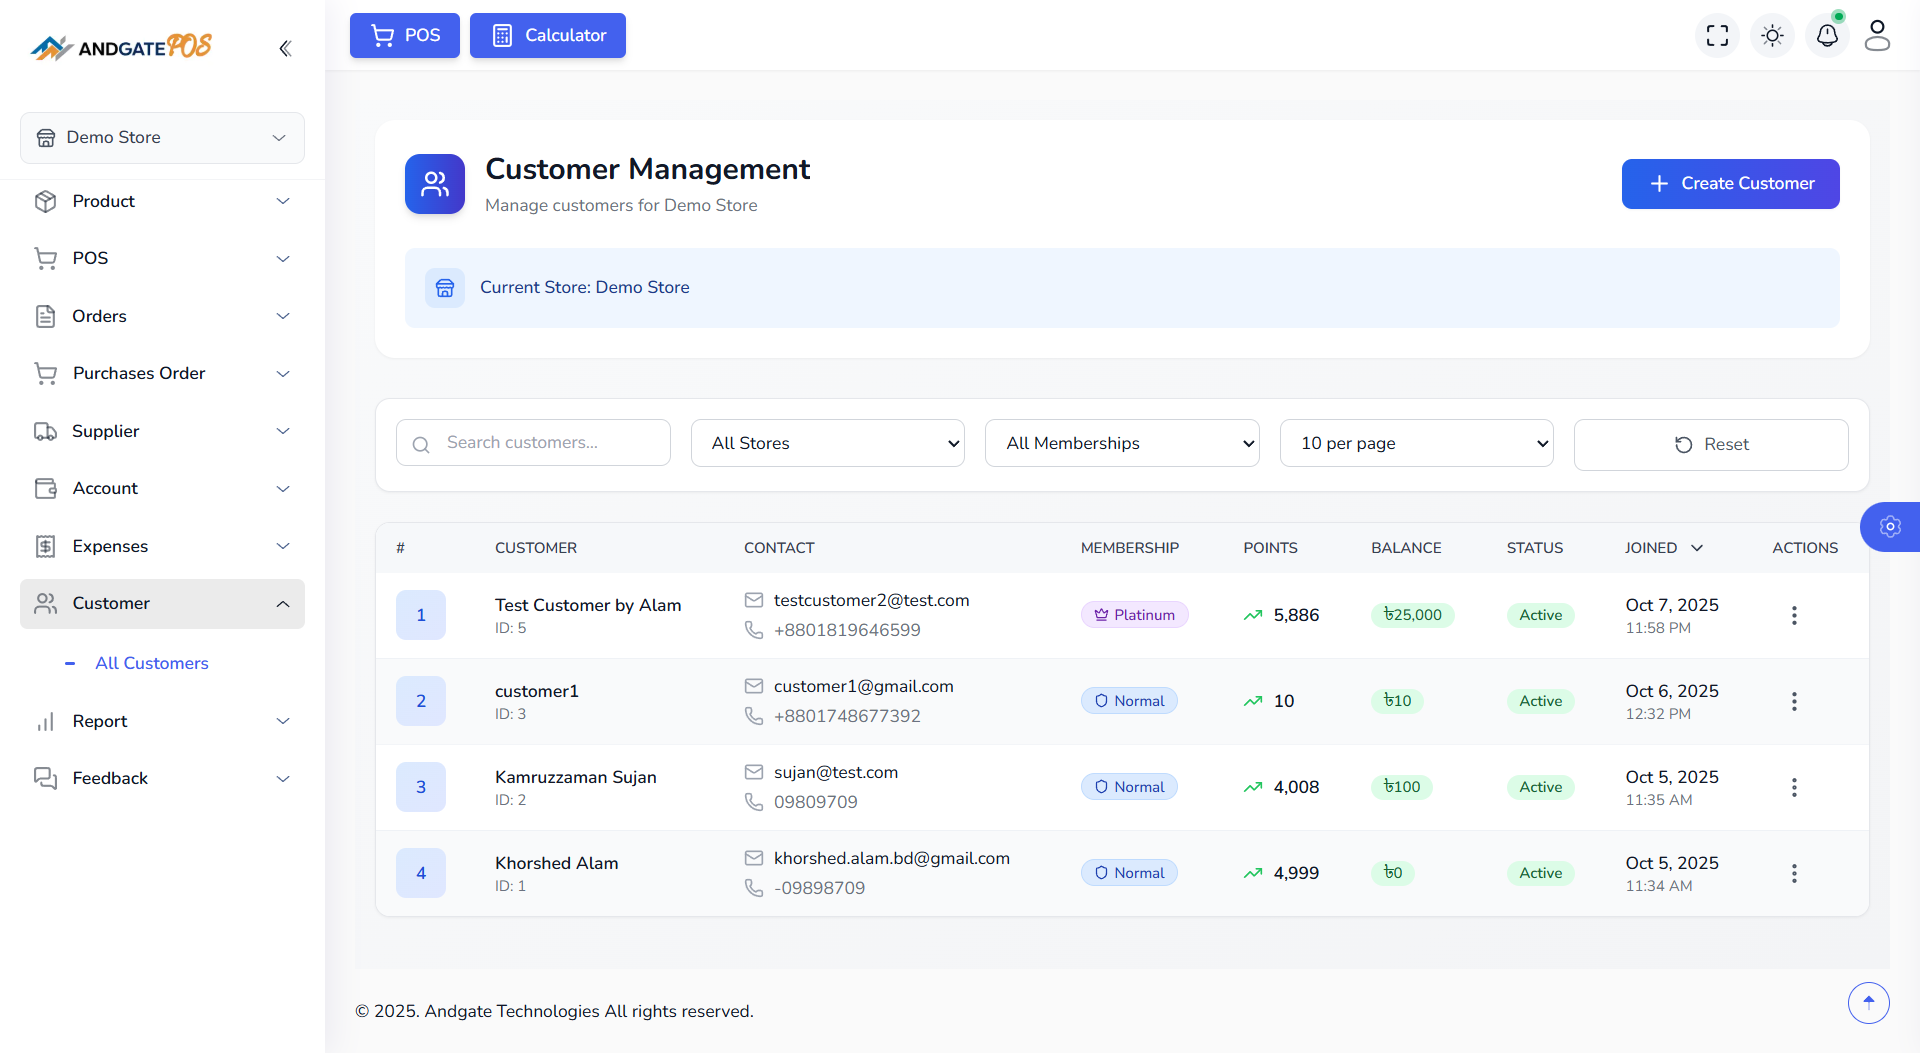 ANDGATE POS
POS
Calculator
Demo Store
Product
POS
Orders
Purchases Order
Supplier
Account
Expenses
Customer
All Customers
Report
Feedback
Customer Management
Manage customers for Demo Store
Create Customer
Current Store: Demo Store
Search customers...
All Stores
All Memberships
10 per page
Reset
# CUSTOMER CONTACT MEMBERSHIP POINTS BALANCE STATUS JOINED ACTIONS
1 Test Customer by Alam testcustomer2@test.com Platinum 5,886 ৳25,000 Active Oct 7, 2025
ID: 5 +8801819646599 11:58 PM
2 customer1 customer1@gmail.com Normal 10 ৳10 Active Oct 6, 2025
ID: 3 +8801748677392 12:32 PM
3 Kamruzzaman Sujan sujan@test.com Normal 4,008 ৳100 Active Oct 5, 2025
ID: 2 09809709 11:35 AM
4 Khorshed Alam khorshed.alam.bd@gmail.com Normal 4,999 ৳0 Active Oct 5, 2025
ID: 1 -09898709 11:34 AM
© 2025. Andgate Technologies All rights reserved.